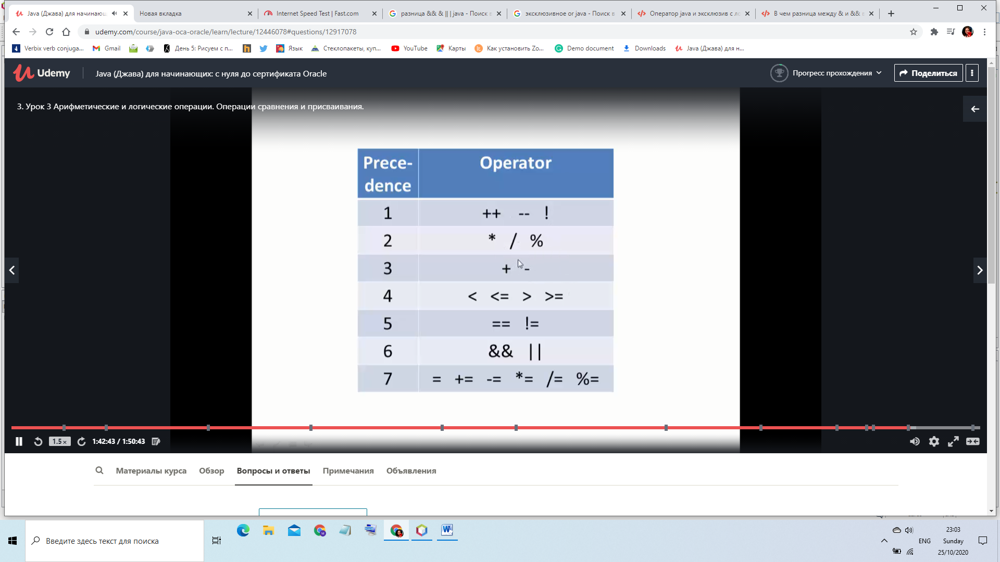 Java (Джава) для начинающ
Новая вкладка
Internet Speed Test | Fast.com
разница && & || | java - Поиск в
эксклюзивное or java - Поиск в
Оператор java и эксклюзив с ло
В чем разница между & и && в
udemy.com/course/java-oca-oracle/learn/lecture/12446078#questions/12917078
Verbix verb conjuga...
Gmail
День 5: Рисуем с п...
Язык
Стеклопакеты, куп...
YouTube
Карты
Как установить Zo...
Demo document
Downloads
Java (Джава) для н...
Udemy
Java (Джава) для начинающих: с нуля до сертификата Oracle
Прогресс прохождения
Поделиться
3. Урок 3 Арифметические и логические операции. Операции сравнения и присваивания.
Prece-
dence
Operator
1 ++ -- !
2 * / %
3 + -
4 < <= > >=
5 == !=
6 && ||
7 = += -= *= /= %=
1.5 x
1:42:43 / 1:50:43
Материалы курса
Обзор
Вопросы и ответы
Примечания
Объявления
Введите здесь текст для поиска
23:03
ENG
Sunday
25/10/2020